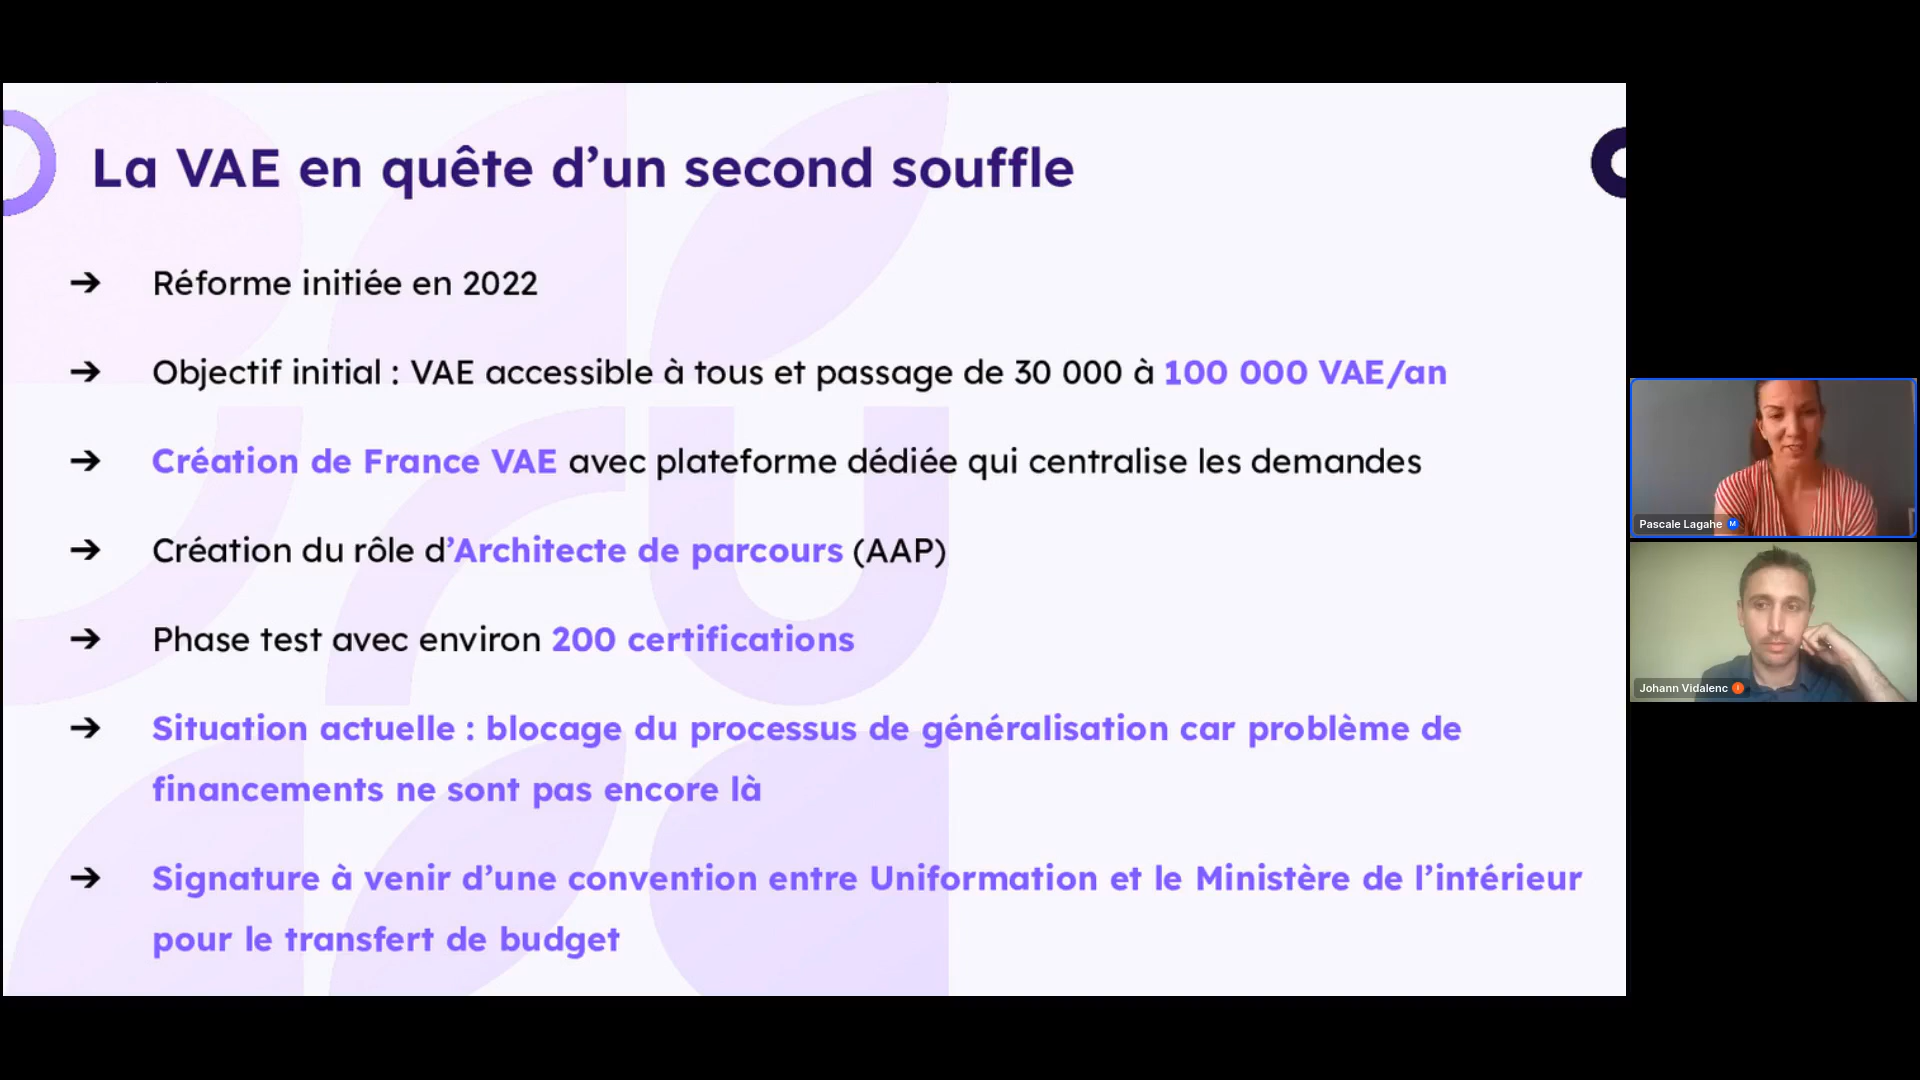 La VAE en quête d’un second souffle
➔ Réforme initiée en 2022
➔ Objectif initial : VAE accessible à tous et passage de 30 000 à 100 000 VAE/an
➔ Création de France VAE avec plateforme dédiée qui centralise les demandes
➔ Création du rôle d’Architecte de parcours (AAP)
➔ Phase test avec environ 200 certifications
➔ Situation actuelle : blocage du processus de généralisation car problème de
financements ne sont pas encore là
➔ Signature à venir d’une convention entre Uniformation et le Ministère de l’intérieur
pour le transfert de budget
Pascale Lagahe M
Johann Vidalenc